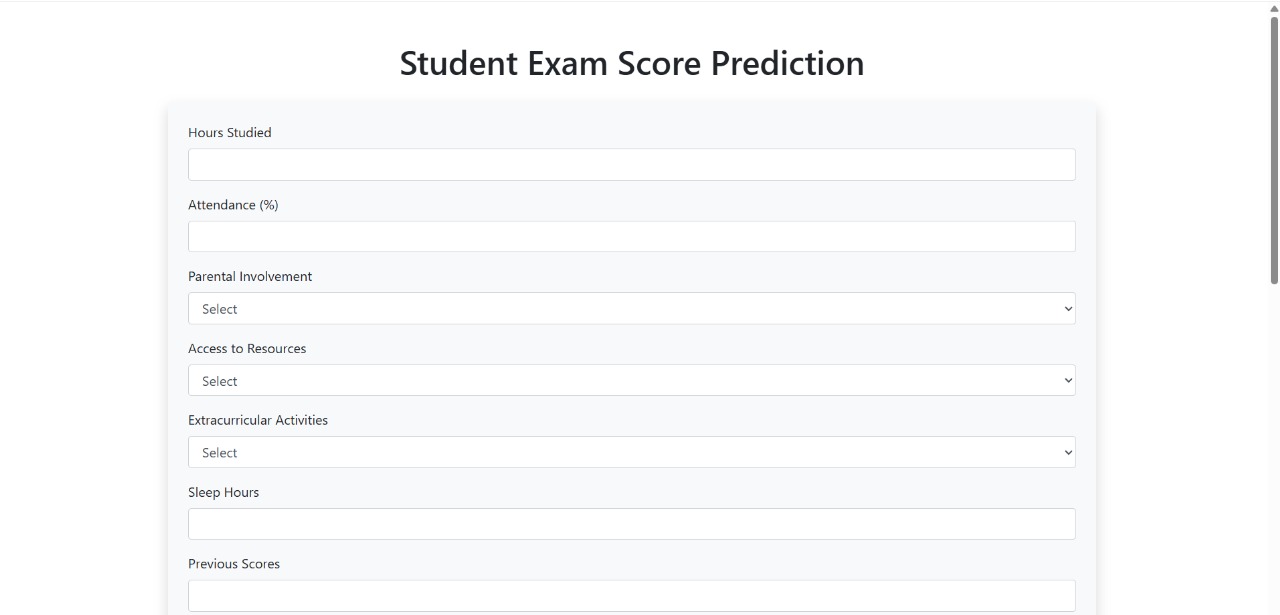 Student Exam Score Prediction
Hours Studied
Attendance (%)
Parental Involvement
Select
Access to Resources
Select
Extracurricular Activities
Select
Sleep Hours
Previous Scores